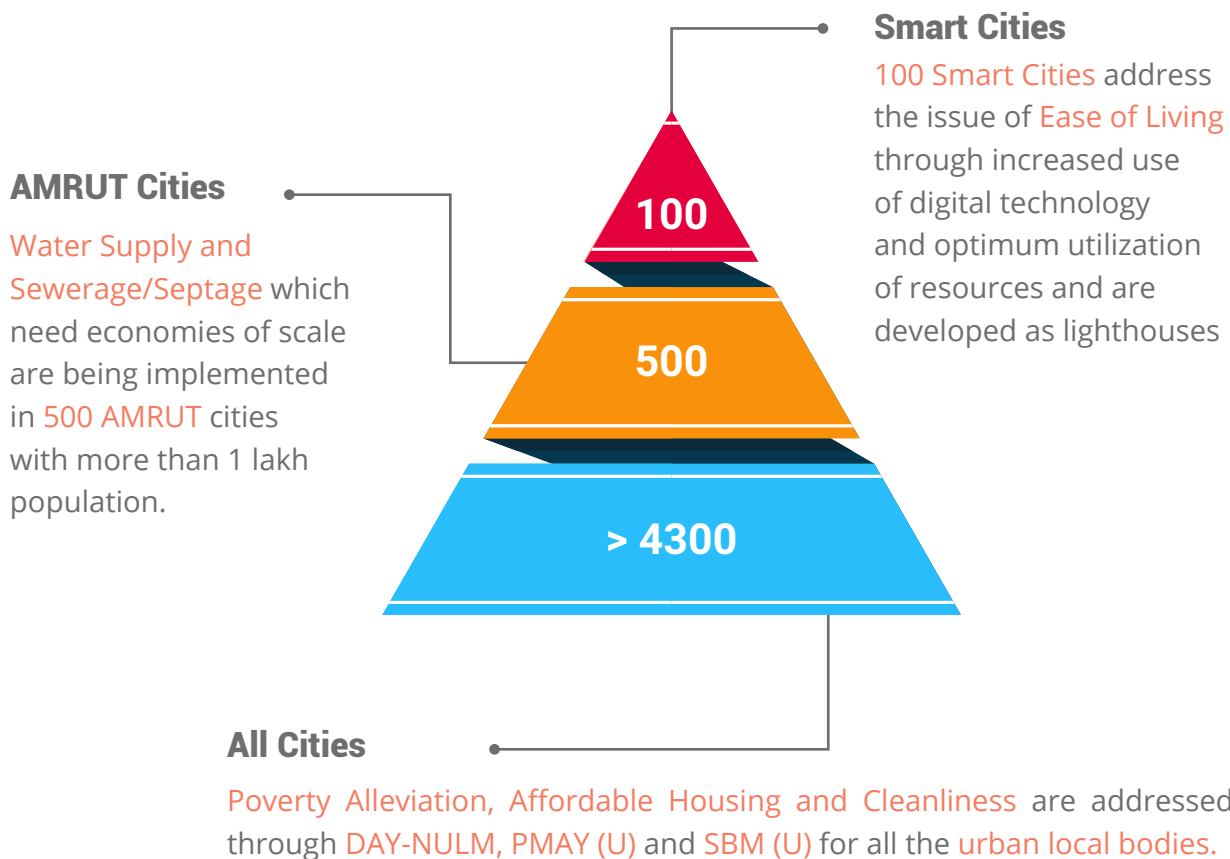 Smart Cities
100 Smart Cities address
the issue of Ease of Living
through increased use
of digital technology
and optimum utilization
of resources and are
developed as lighthouses
AMRUT Cities
Water Supply and
Sewerage/Septage which
need economies of scale
are being implemented
in 500 AMRUT cities
with more than 1 lakh
population.
100
500
> 4300
All Cities
Poverty Alleviation, Affordable Housing and Cleanliness are addressed
through DAY-NULM, PMAY (U) and SBM (U) for all the urban local bodies.